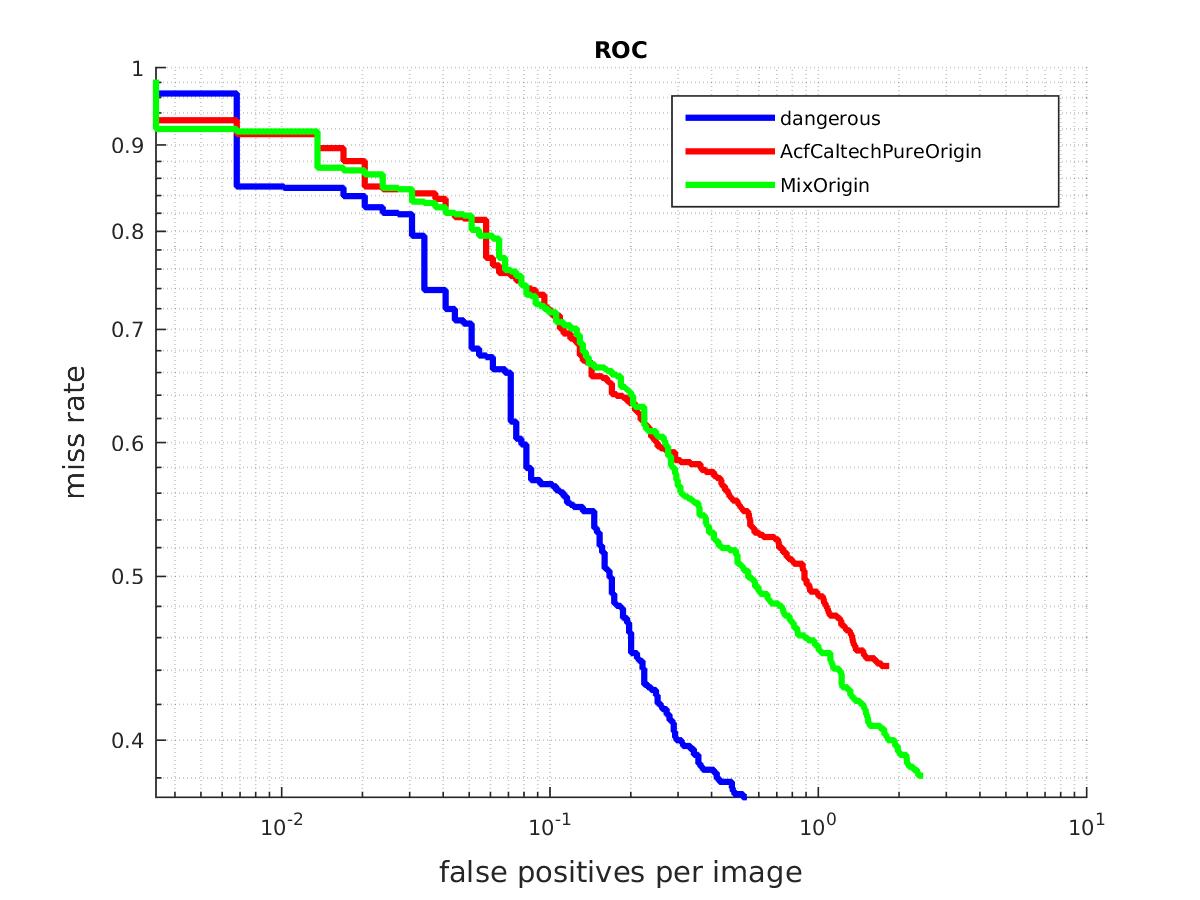 ROC
dangerous
AcfCaltechPureOrigin
MixOrigin
1
0.9
0.8
0.7
0.6
0.5
0.4
miss rate
10^-2 10^-1 10^0 10^1
false positives per image